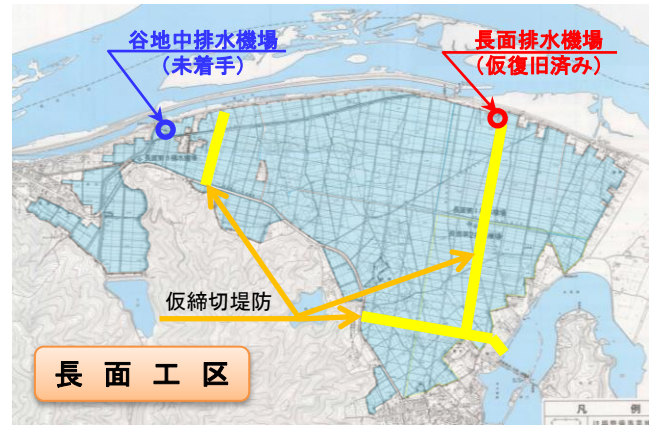 谷地中排水機場
（未着手）
長面排水機場
（仮復旧済み）
仮締切堤防
長面工区
凡例